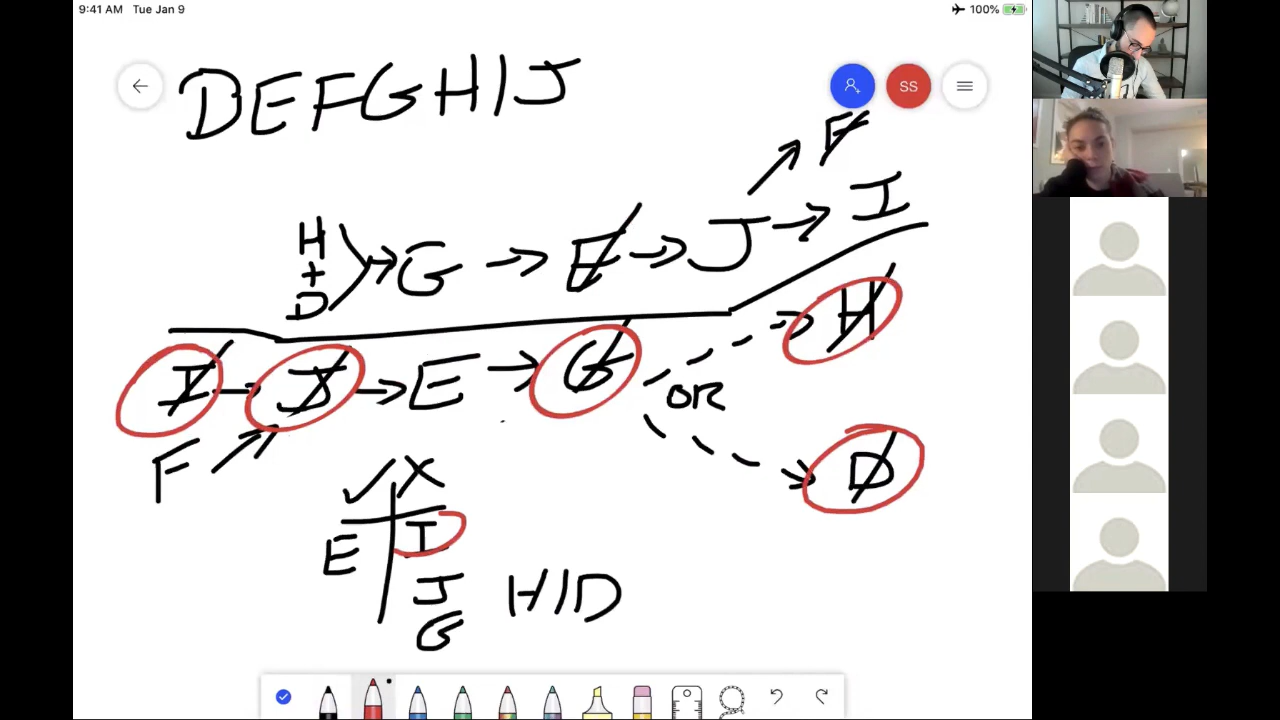 9:41 AM Tue Jan 9
100%
DEFGHIJ
SS
F
H
+
D
→ G → E → J → I
H
I → J → E → G
OR
F
D
✓ X
E I
J H/D
G